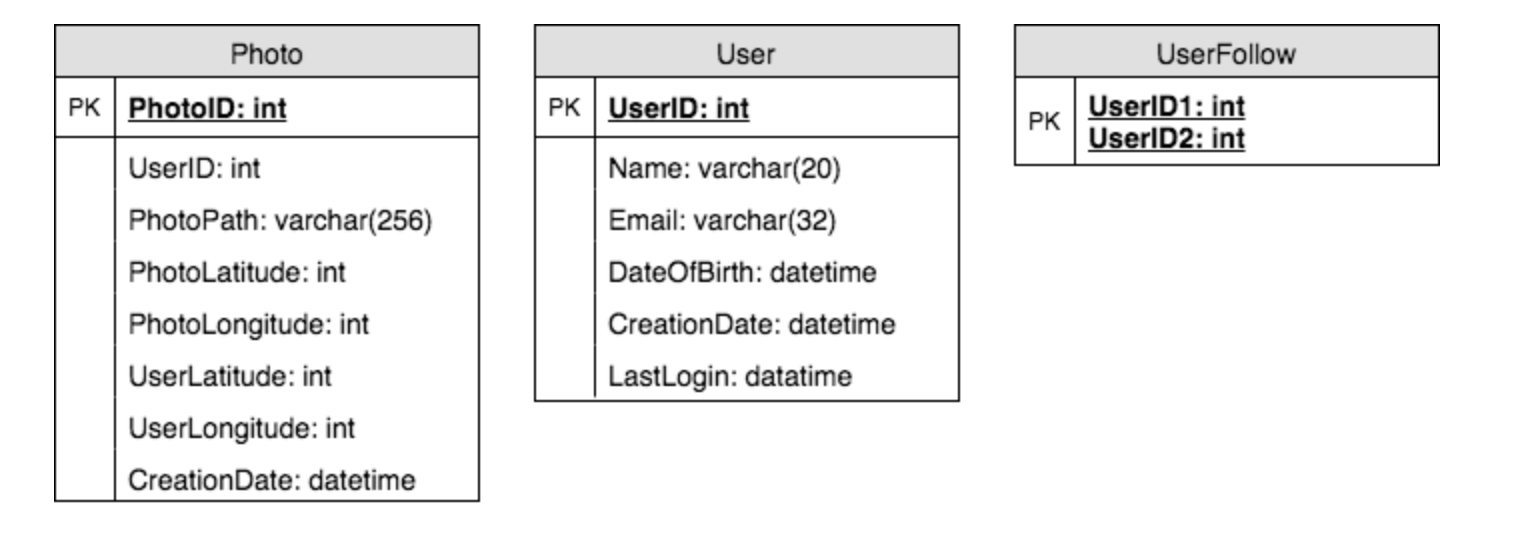 Photo
PK PhotoID: int
UserID: int
PhotoPath: varchar(256)
PhotoLatitude: int
PhotoLongitude: int
UserLatitude: int
UserLongitude: int
CreationDate: datetime
User
PK UserID: int
Name: varchar(20)
Email: varchar(32)
DateOfBirth: datetime
CreationDate: datetime
LastLogin: datatime
UserFollow
PK UserID1: int
UserID2: int